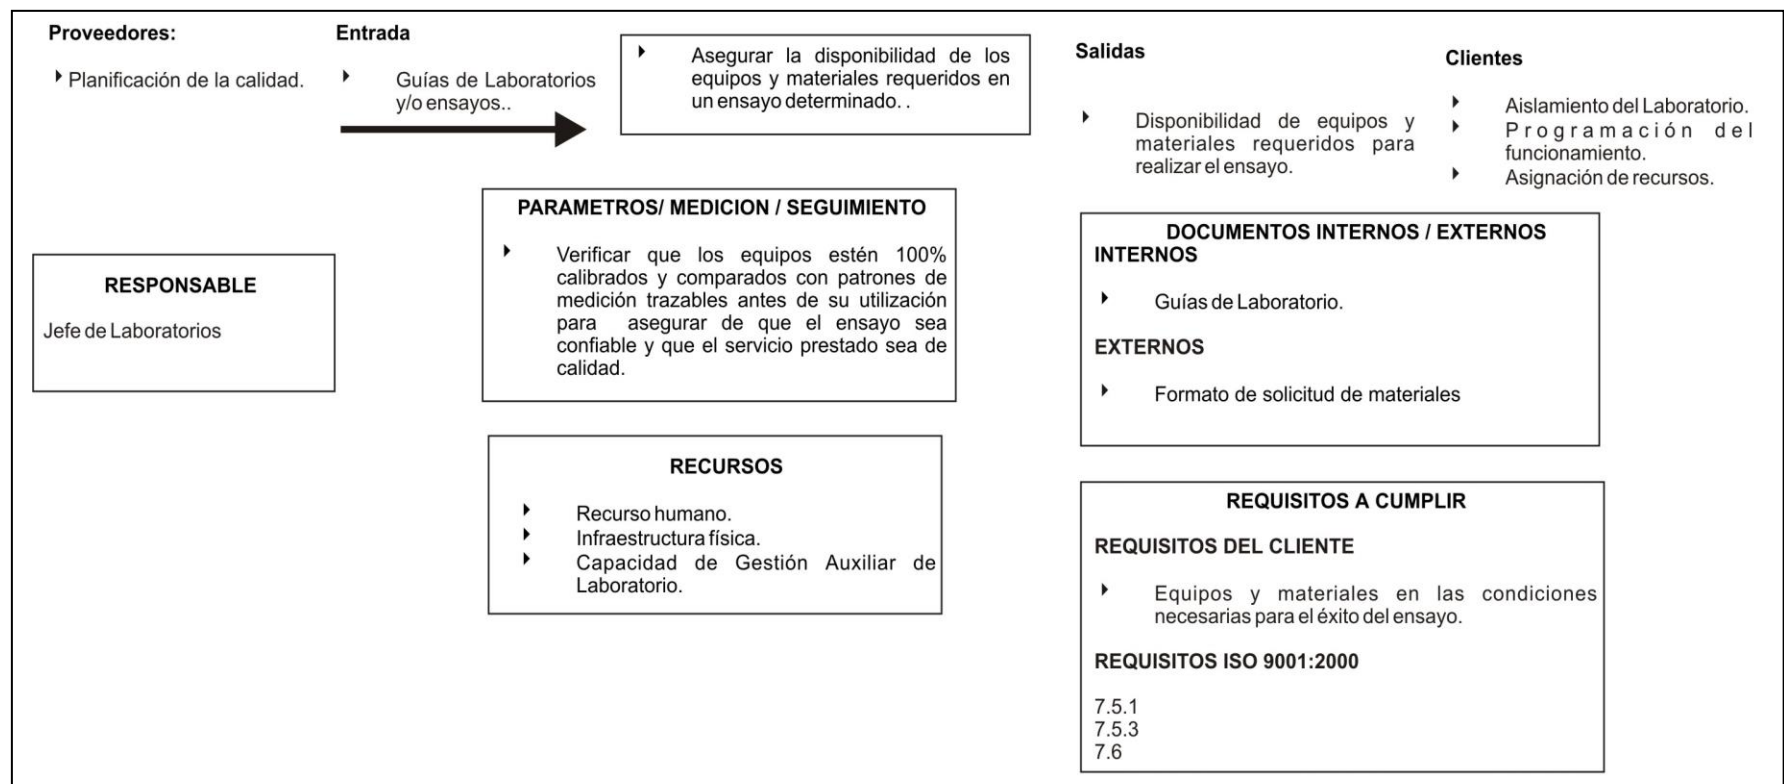 Proveedores:
Planificación de la calidad.
Entrada
Guías de Laboratorios
y/o ensayos..
Asegurar la disponibilidad de los
equipos y materiales requeridos en
un ensayo determinado. .
Salidas
Disponibilidad de equipos y
materiales requeridos para
realizar el ensayo.
Clientes
Aislamiento del Laboratorio.
Programación del
funcionamiento.
Asignación de recursos.
RESPONSABLE
Jefe de Laboratorios
PARAMETROS/ MEDICION / SEGUIMIENTO
Verificar que los equipos estén 100%
calibrados y comparados con patrones de
medición trazables antes de su utilización
para asegurar de que el ensayo sea
confiable y que el servicio prestado sea de
calidad.
RECURSOS
Recurso humano.
Infraestructura física.
Capacidad de Gestión Auxiliar de
Laboratorio.
DOCUMENTOS INTERNOS / EXTERNOS
INTERNOS
Guías de Laboratorio.
EXTERNOS
Formato de solicitud de materiales
REQUISITOS A CUMPLIR
REQUISITOS DEL CLIENTE
Equipos y materiales en las condiciones
necesarias para el éxito del ensayo.
REQUISITOS ISO 9001:2000
7.5.1
7.5.3
7.6